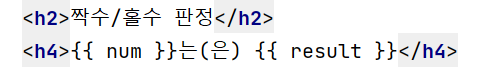 <h2>짝수/홀수 판정</h2>
<h4>{{ num }}는(은) {{ result }}</h4>